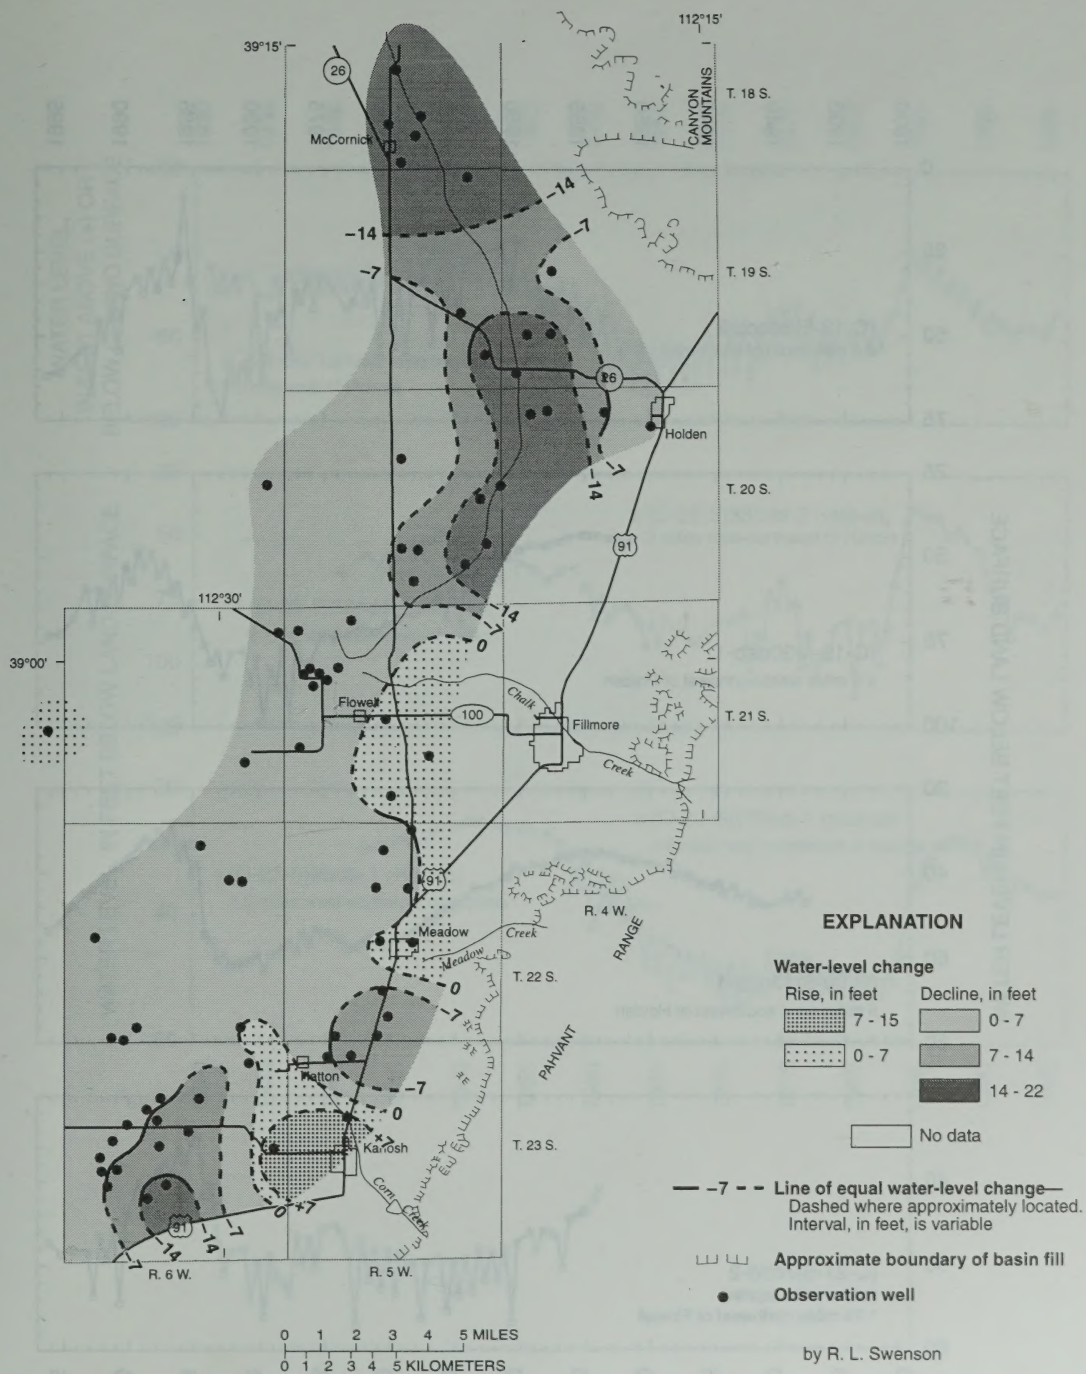 112°15'
39°15'
26
T. 18 S.
CANYON
MOUNTAINS
McCornick
-14
-14
-7
-7
T. 19 S.
26
Holden
-7
-14
T. 20 S.
91
112°30'
-14
-7
0
39°00'
Chalk
Flowell
100
Fillmore
T. 21 S.
Creek
91
R. 4 W.
RANGE
Meadow
Creek
Meadow
T. 22 S.
0
-7
PAHVANT
Hatton
-7
0
+7
Kanosh
T. 23 S.
Corn
Creek
0
+7
91
-7
-14
-14
-7
R. 6 W.
R. 5 W.
EXPLANATION
Water-level change
Rise, in feet
Decline, in feet
7 - 15
0 - 7
0 - 7
7 - 14
14 - 22
No data
-7
Line of equal water-level change—
Dashed where approximately located.
Interval, in feet, is variable
Approximate boundary of basin fill
Observation well
0 1 2 3 4 5 MILES
0 1 2 3 4 5 KILOMETERS
by R. L. Swenson